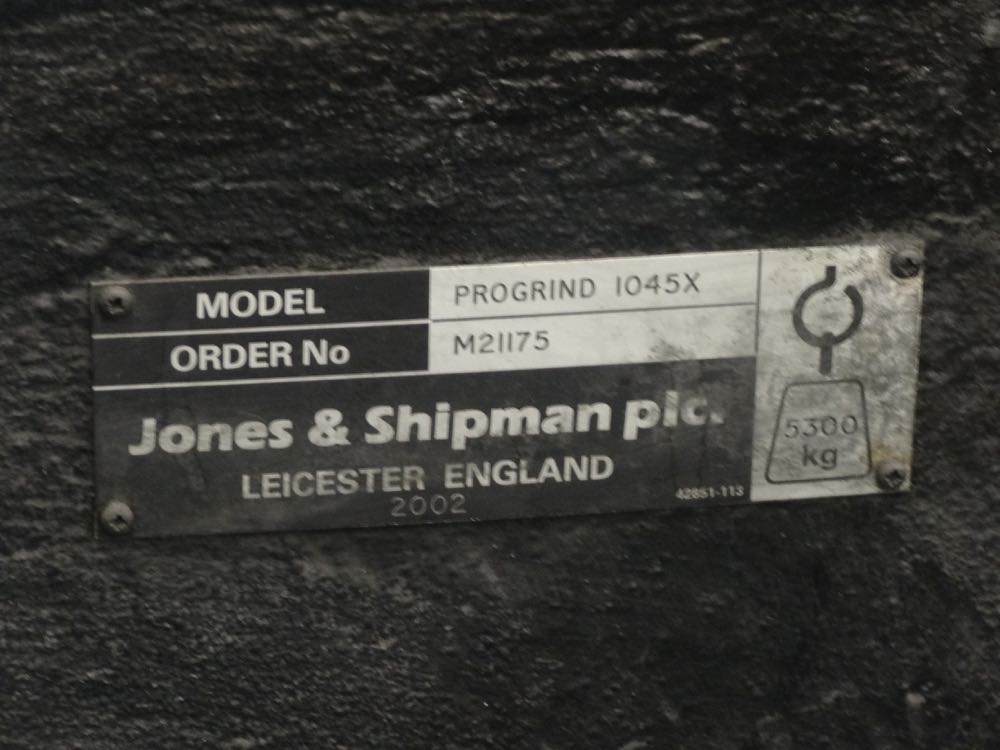 MODEL PROGRIND 1045X
ORDER No M21175
Jones & Shipman plc.
LEICESTER ENGLAND
2002
42851-113
5300
kg